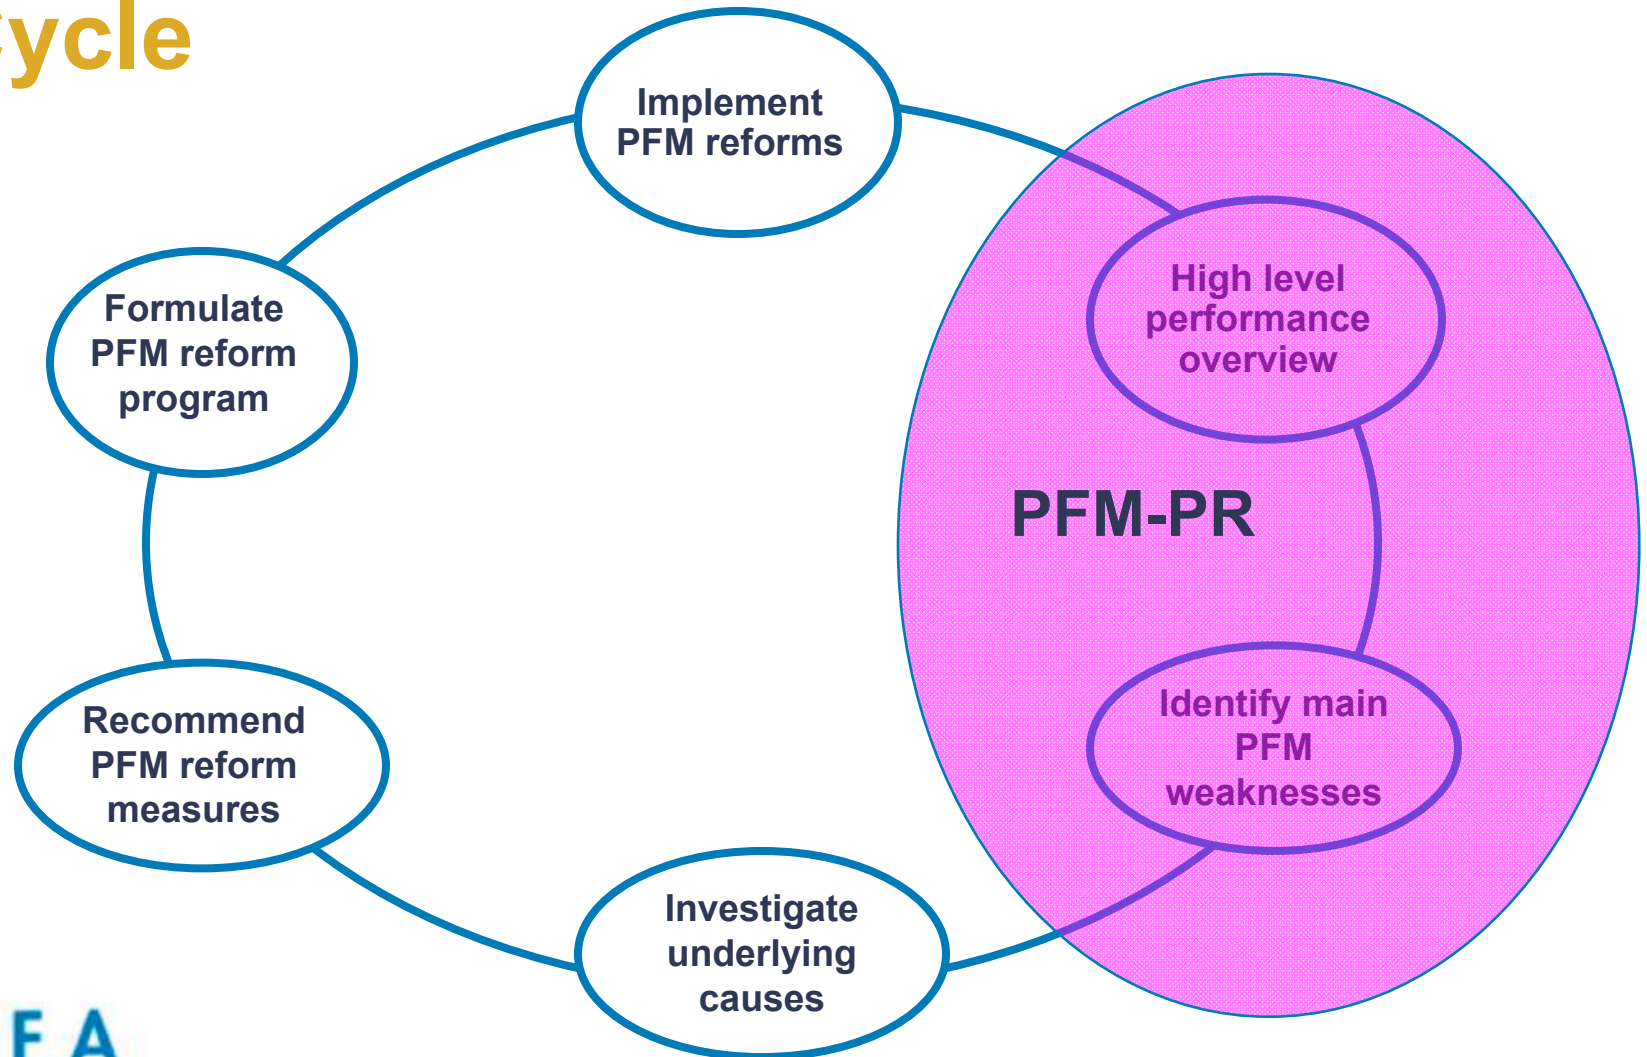 Cycle
Implement
PFM reforms
High level
performance
overview
Formulate
PFM reform
program
PFM-PR
Identify main
PFM
weaknesses
Recommend
PFM reform
measures
Investigate
underlying
causes
F A